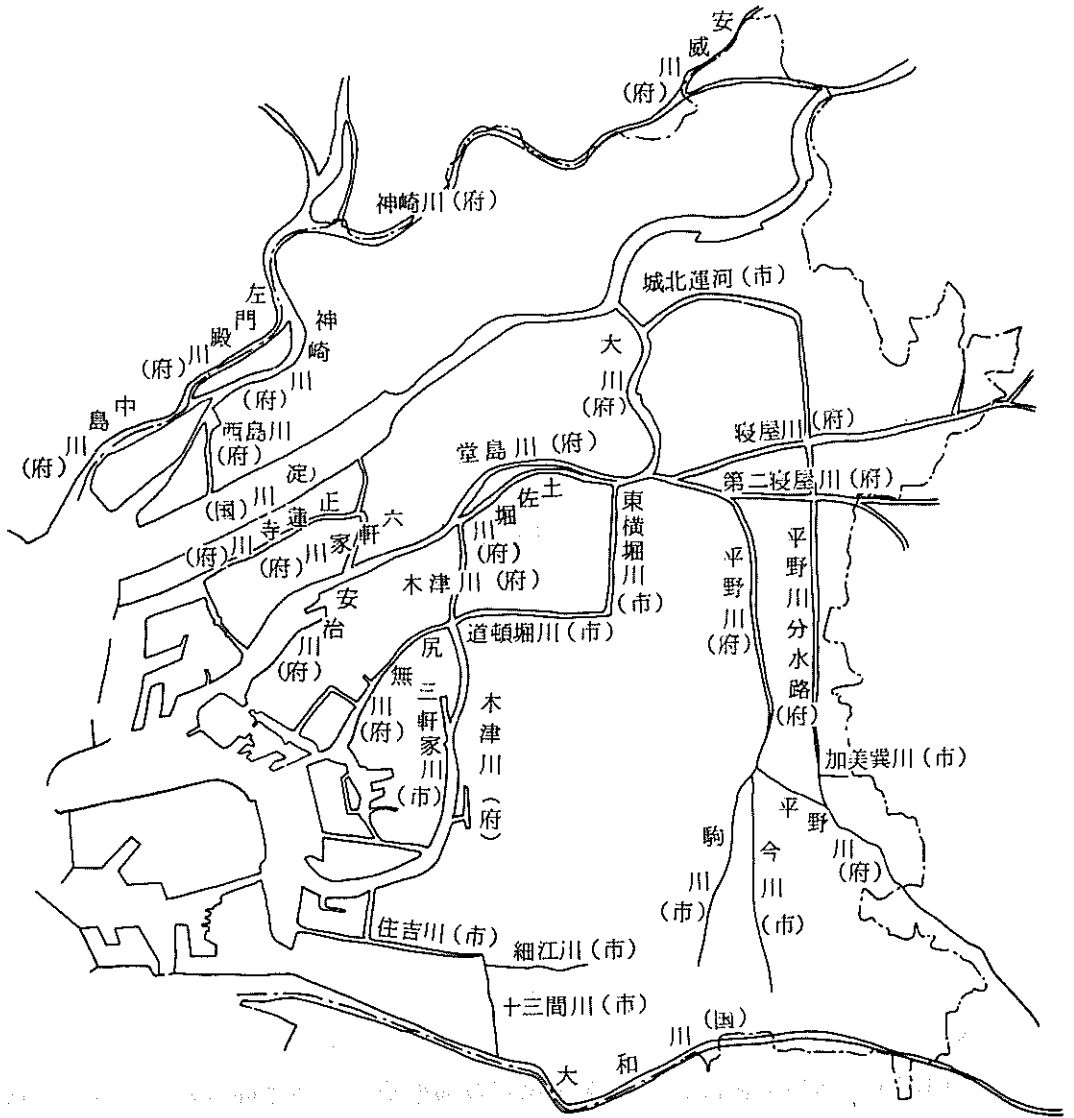 安威川(府)
神崎川(府)
城北運河(市)
左門殿川(府)
神崎川(府)
大川(府)
中島川(府)
西島川(府)
寝屋川(府)
堂島川(府)
第二寝屋川(府)
淀川(国)
正蓮寺川(府)
六軒家川(府)
土佐堀川(府)
東横堀川(市)
平野川(府)
平野川分水路(府)
木津川(府)
安治川(府)
道頓堀川(市)
尻無川(府)
三軒家川(市)
木津川(府)
加美巽川(市)
平野川(府)
駒川(市)
今川(市)
住吉川(市)
細江川(市)
十三間川(市)
大和川(国)